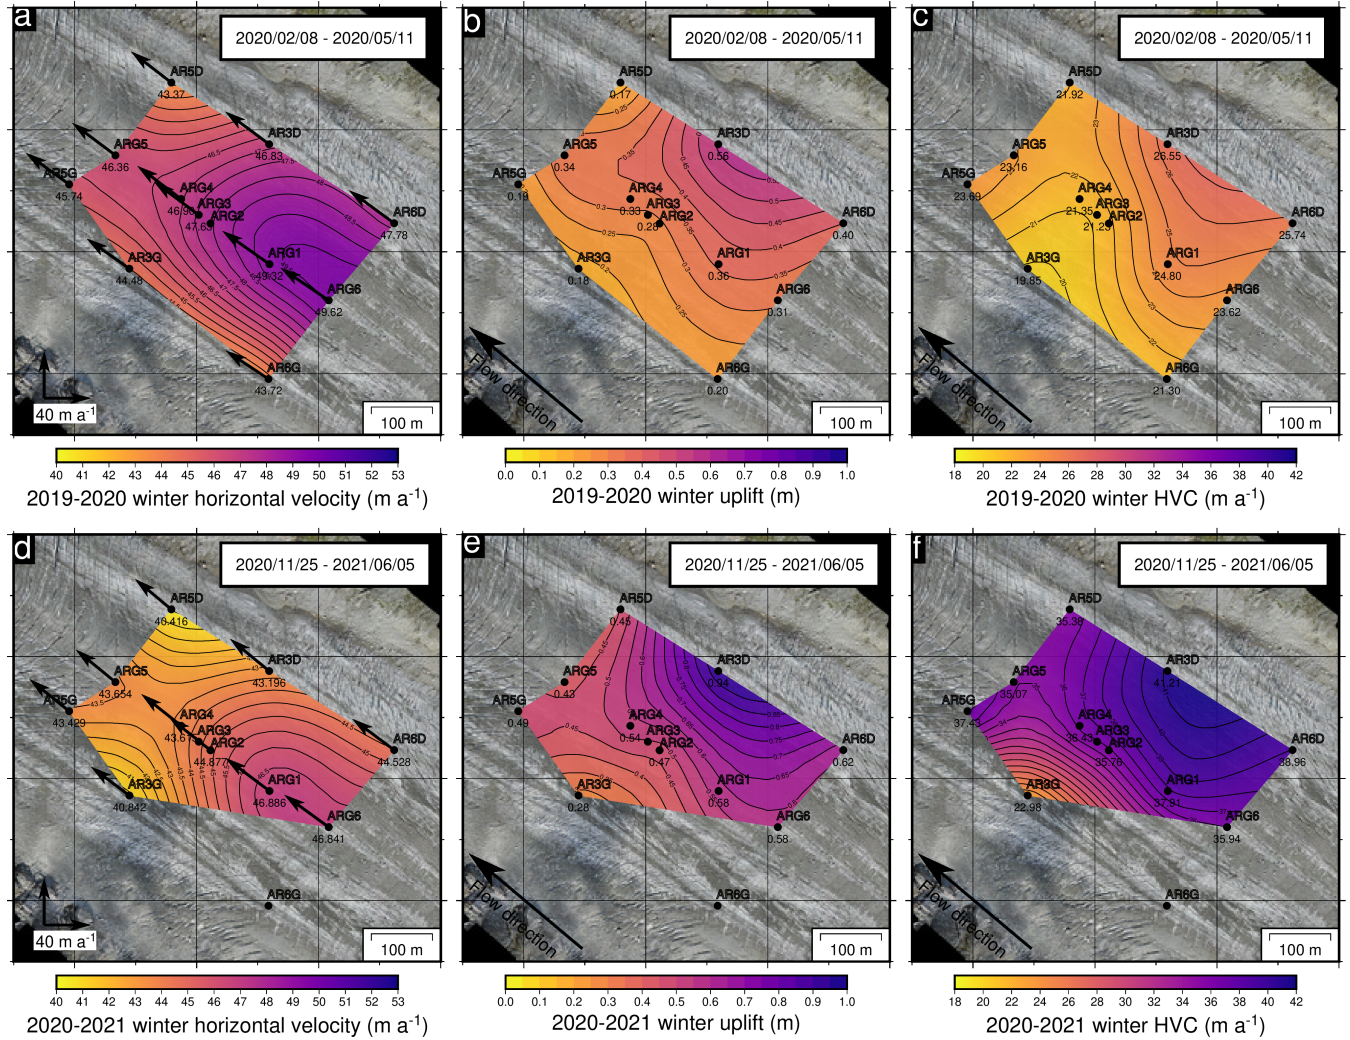 a
2020/02/08 - 2020/05/11
AR5D
43.37
AR3D
46.83
ARG5
46.36
AR5G
45.74
ARG4
46.90
ARG3
47.63
ARG2
AR6D
47.78
AR3G
44.48
ARG1
49.32
ARG6
49.62
AR6G
43.72
40 m a-1
100 m
40 41 42 43 44 45 46 47 48 49 50 51 52 53
2019-2020 winter horizontal velocity (m a-1)
b
2020/02/08 - 2020/05/11
AR5D
0.17
AR3D
0.56
ARG5
0.34
AR5G
0.19
ARG4
0.33
ARG3
0.28
ARG2
AR6D
0.40
AR3G
0.18
ARG1
0.36
ARG6
0.31
AR6G
0.20
Flow direction
100 m
0.0 0.1 0.2 0.3 0.4 0.5 0.6 0.7 0.8 0.9 1.0
2019-2020 winter uplift (m)
c
2020/02/08 - 2020/05/11
AR5D
21.92
AR3D
26.55
ARG5
23.16
AR5G
23.69
ARG4
21.35
ARG3
21.23
ARG2
AR6D
25.74
AR3G
19.85
ARG1
24.80
ARG6
23.62
AR6G
21.30
Flow direction
100 m
18 20 22 24 26 28 30 32 34 36 38 40 42
2019-2020 winter HVC (m a-1)
d
2020/11/25 - 2021/06/05
AR5D
40.416
AR3D
43.196
ARG5
43.654
AR5G
43.429
ARG4
ARG3
ARG2
44.877
AR6D
44.528
AR3G
40.842
ARG1
46.886
ARG6
46.841
AR6G
40 m a-1
100 m
40 41 42 43 44 45 46 47 48 49 50 51 52 53
2020-2021 winter horizontal velocity (m a-1)
e
2020/11/25 - 2021/06/05
AR5D
0.45
AR3D
0.94
ARG5
0.43
AR5G
0.49
ARG4
0.54
ARG3
ARG2
0.47
AR6D
0.62
AR3G
0.28
ARG1
0.58
ARG6
0.58
AR6G
Flow direction
100 m
0.0 0.1 0.2 0.3 0.4 0.5 0.6 0.7 0.8 0.9 1.0
2020-2021 winter uplift (m)
f
2020/11/25 - 2021/06/05
AR5D
35.38
AR3D
41.21
ARG5
35.07
AR5G
37.43
ARG4
36.43
ARG3
ARG2
35.76
AR6D
38.96
AR3G
22.98
ARG1
37.91
ARG6
35.94
AR6G
Flow direction
100 m
18 20 22 24 26 28 30 32 34 36 38 40 42
2020-2021 winter HVC (m a-1)